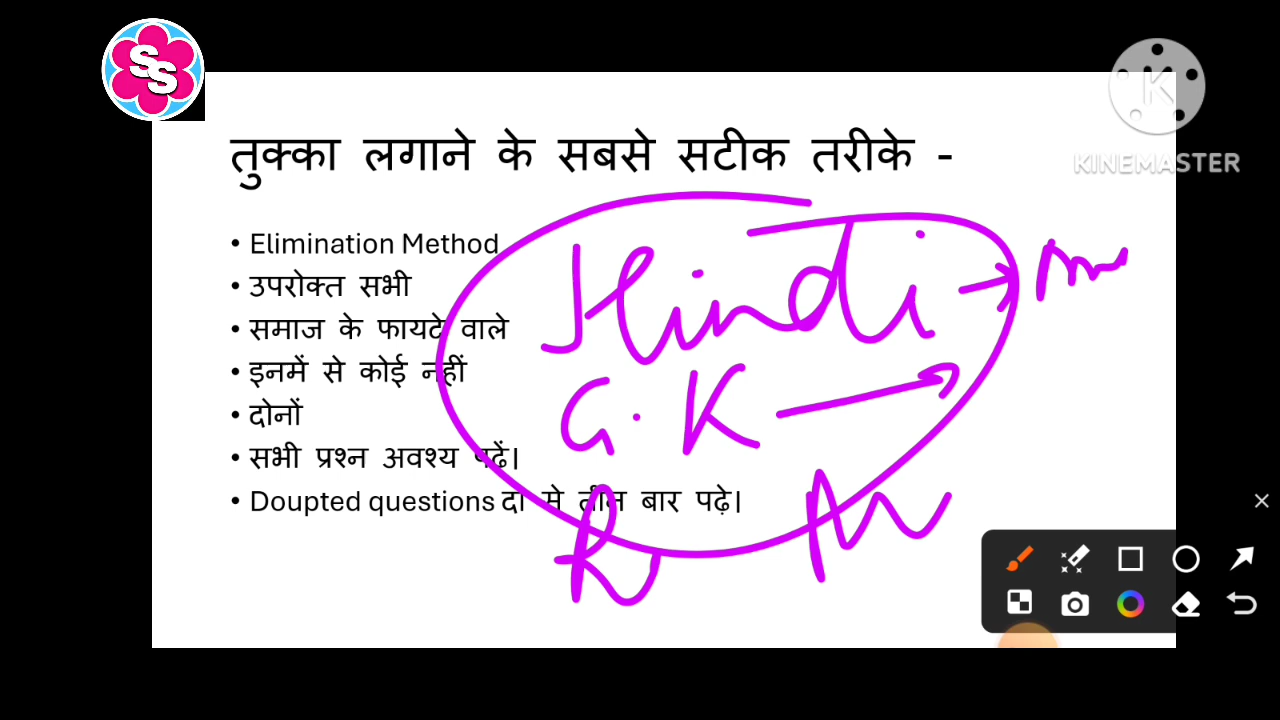 SS
KINEMASTER
तुक्का लगाने के सबसे सटीक तरीके -
• Elimination Method
• उपरोक्त सभी
• समाज के फायदे वाले
• इनमें से कोई नहीं
• दोनों
• सभी प्रश्न अवश्य पढ़ें।
• Doupted questions दो से तीन बार पढ़े।
Hindi →
G.K →
R